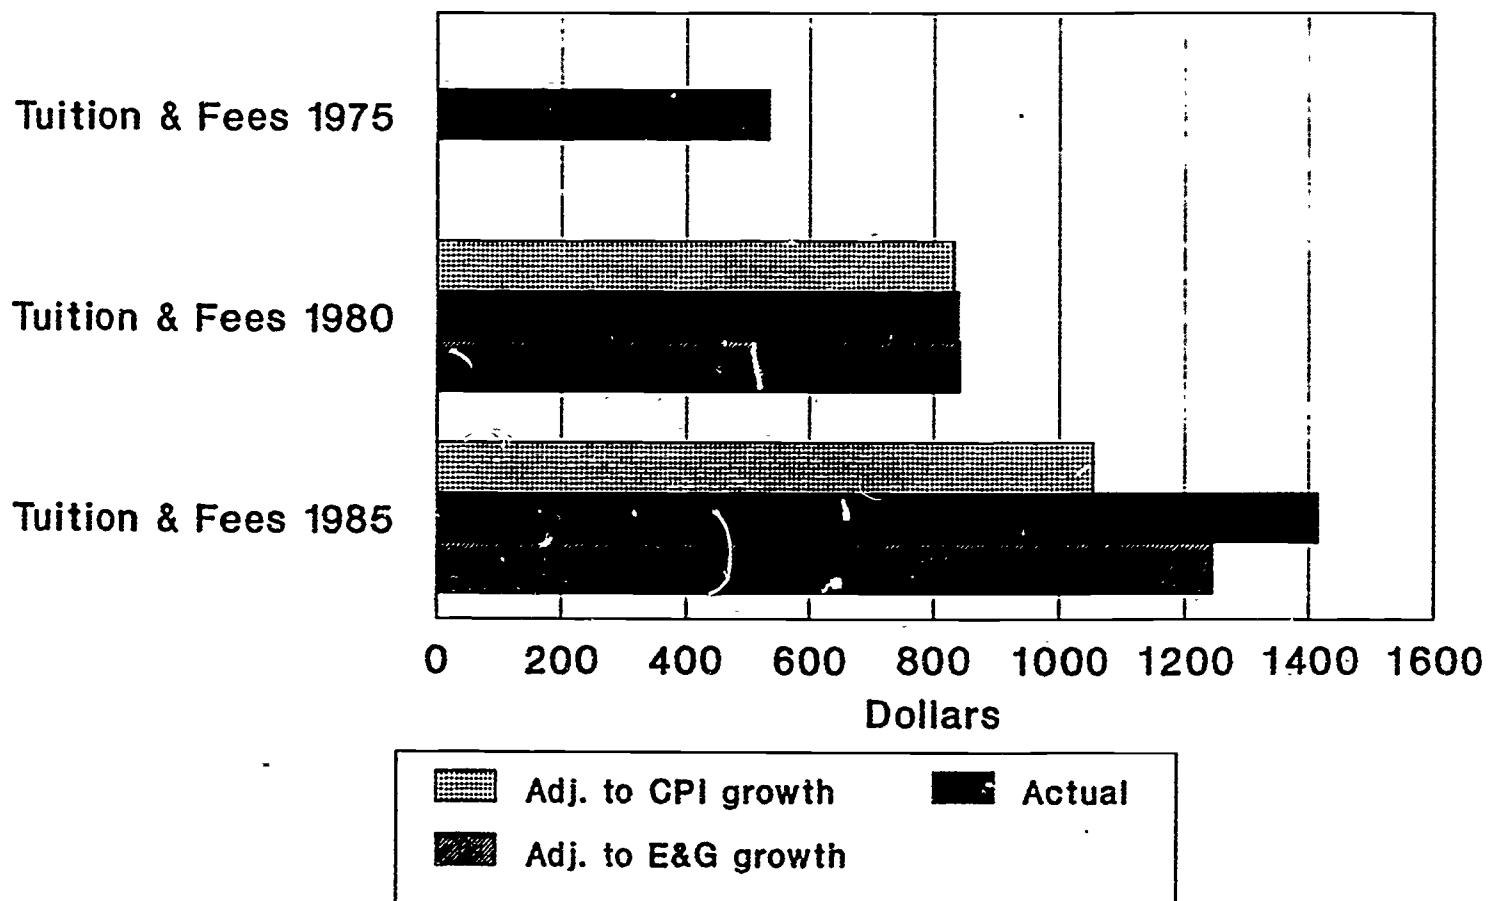 Tuition & Fees 1975
Tuition & Fees 1980
Tuition & Fees 1985
0 200 400 600 800 1000 1200 1400 1600
Dollars
Adj. to CPI growth Actual
Adj. to E&G growth